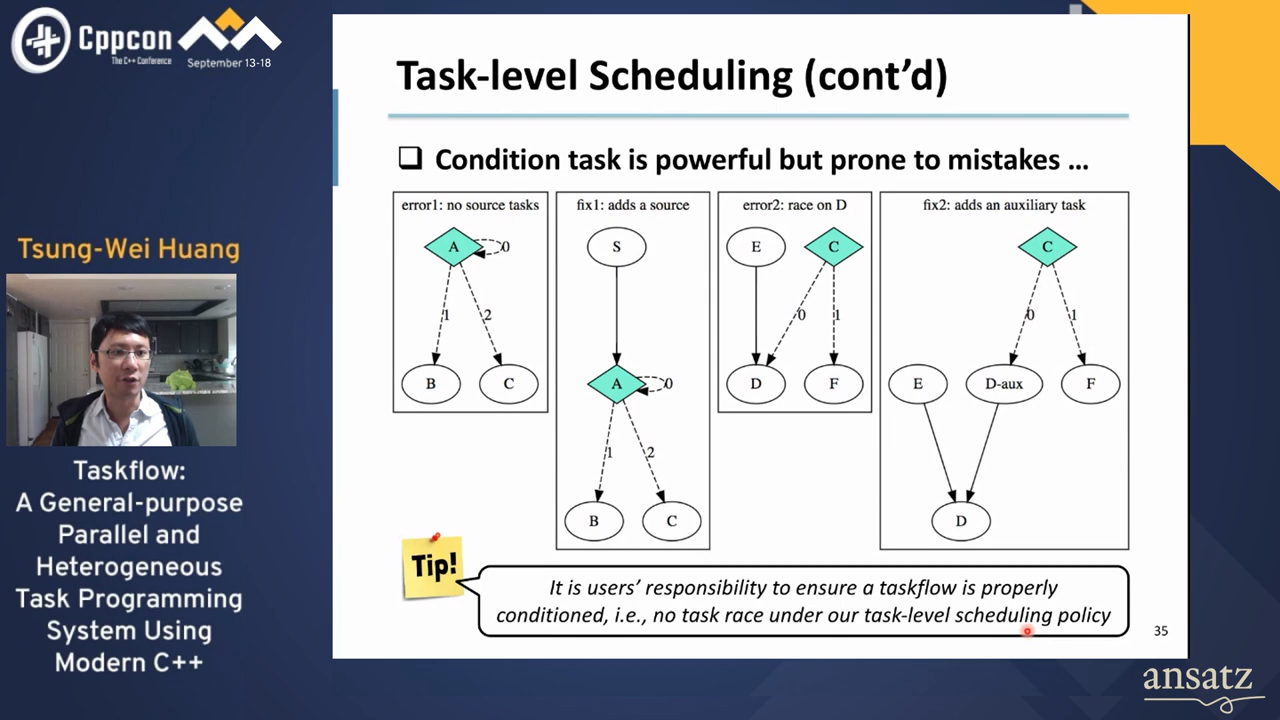 Cppcon
The C++ Conference
September 13-18
Tsung-Wei Huang
Taskflow:
A General-purpose
Parallel and
Heterogeneous
Task Programming
System Using
Modern C++
Task-level Scheduling (cont'd)
Condition task is powerful but prone to mistakes ...
error1: no source tasks
A
0
1
2
B
C
fix1: adds a source
S
A
0
1
2
B
C
error2: race on D
E
C
0
1
D
F
fix2: adds an auxiliary task
C
0
1
E
D-aux
F
D
Tip!
It is users' responsibility to ensure a taskflow is properly
conditioned, i.e., no task race under our task-level scheduling policy
35
ansatz